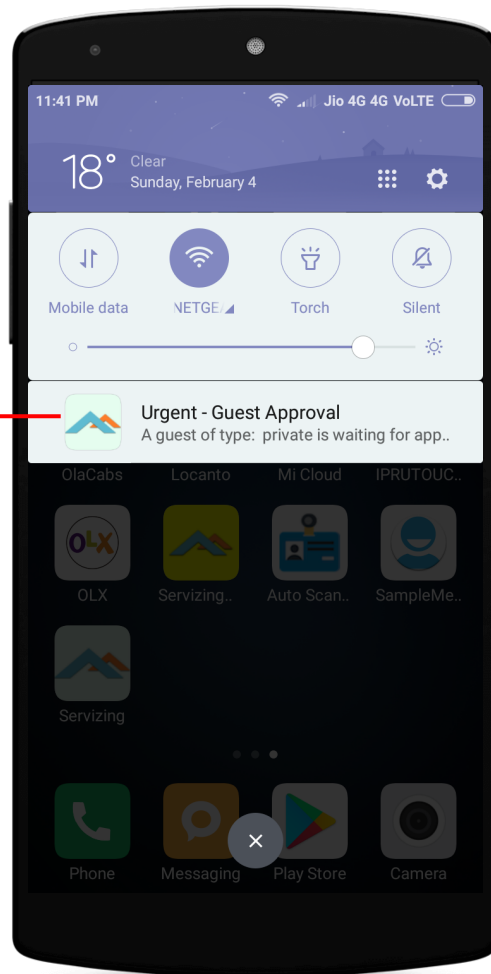 11:41 PM
Jio 4G 4G VoLTE
18° Clear
Sunday, February 4
Mobile data
NETGEA
Torch
Silent
Urgent - Guest Approval
A guest of type: private is waiting for app..
OlaCabs Locanto Mi Cloud IPRUTOUC..
OLX
OLX Servizing.. Auto Scan.. SampleMe..
Servizing
Phone Messaging Play Store Camera